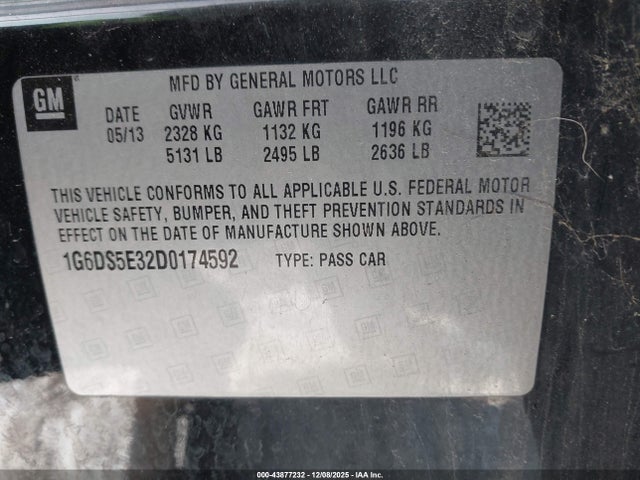 MFD BY GENERAL MOTORS LLC
GM
DATE GVWR GAWR FRT GAWR RR
05/13 2328 KG 1132 KG 1196 KG
5131 LB 2495 LB 2636 LB
THIS VEHICLE CONFORMS TO ALL APPLICABLE U.S. FEDERAL MOTOR
VEHICLE SAFETY, BUMPER, AND THEFT PREVENTION STANDARDS IN
EFFECT ON THE DATE OF MANUFACTURE SHOWN ABOVE.
1G6DS5E32D0174592 TYPE: PASS CAR
00-43877232 - 12/08/2025 - IAA Inc.